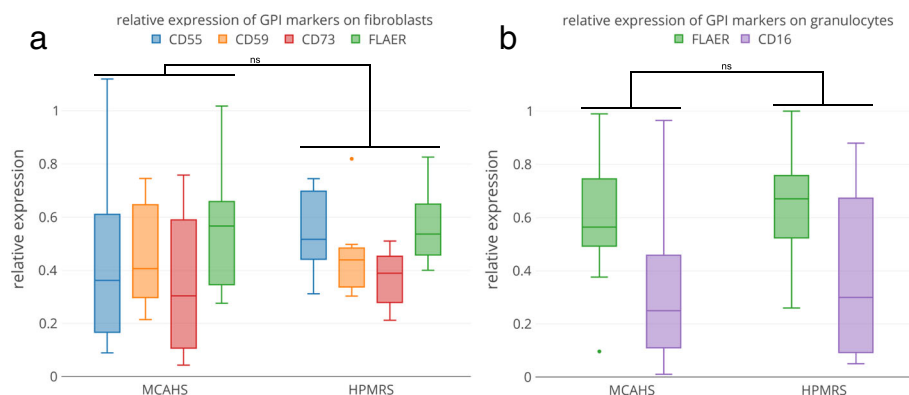 a
relative expression of GPI markers on fibroblasts
CD55 CD59 CD73 FLAER
ns
relative expression
1
0.8
0.6
0.4
0.2
0
MCAHS HPMRS
b
relative expression of GPI markers on granulocytes
FLAER CD16
ns
relative expression
1
0.8
0.6
0.4
0.2
0
MCAHS HPMRS